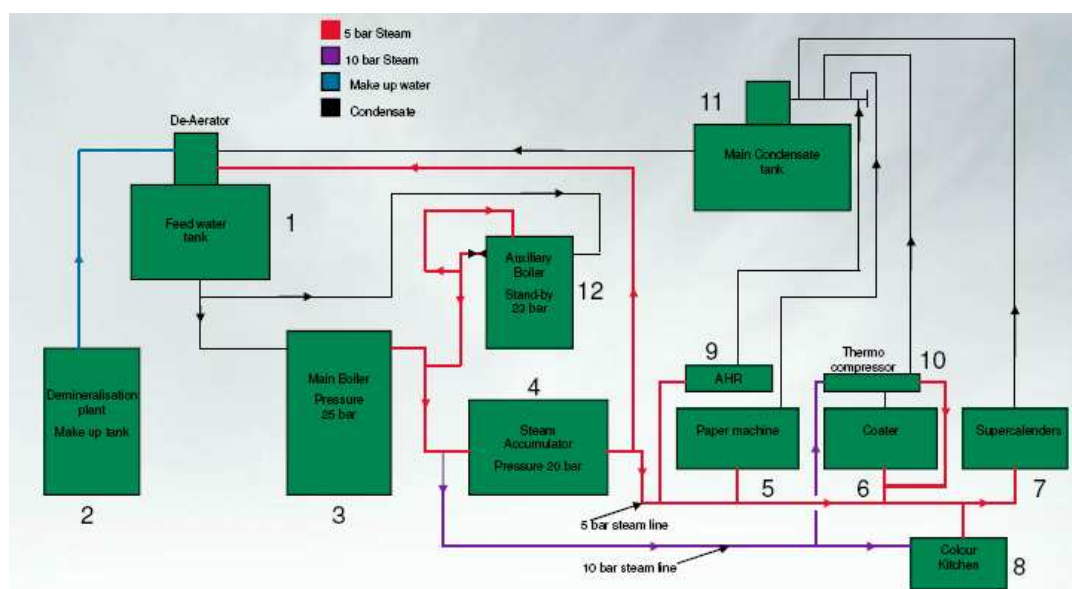 5 bar Steam
10 bar Steam
Make up water
Condensate
De-Aerator
11
Main Condensate
tank
Feed water
tank
1
Auxiliary
Boiler
Stand-by
23 bar
12
Demineralisation
plant
Make up tank
2
Main Boiler
Pressure
25 bar
3
4
Steam
Accumulator
Pressure 20 bar
9
AHR
Thermo
compressor
10
Paper machine
Coater
Supercalenders
5
6
7
5 bar steam line
10 bar steam line
Colour
Kitchen
8